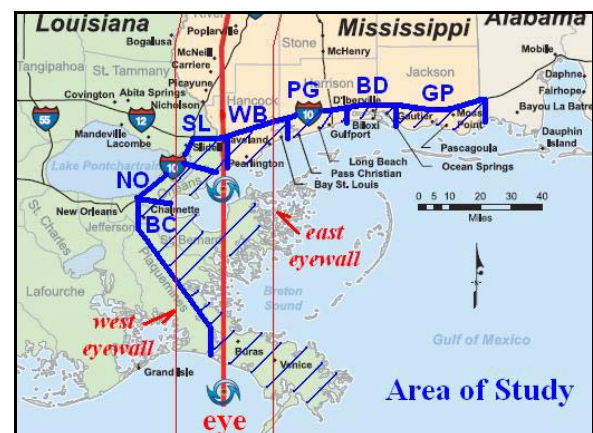 Louisiana
Mississippi
Alabama
Bogalusa
Poplarville
Stone
McNeill
Carriere
McHenry
Mobile
Tangipahoa
St. Tammany
Picayune
Hancock
PG
Harrison
BD
Jackson
Daphne
Covington
Abita Springs
Nicholson
WB
D'Iberville
GP
Fairhope
55
12
SL
10
Gautier
Moss Point
Bayou La Batre
Mandeville
Lacombe
Slidell
Waveland
Gulfport
Biloxi
Pascagoula
Dauphin Island
Lake Pontchartrain
10
Pearlington
Long Beach
Ocean Springs
Pass Christian
Bay St. Louis
NO
Orleans
New Orleans
Chalmette
0 5 10 20 30 40
Miles
St. Charles
Jefferson
BC
St. Bernard
east
eyewall
Plaquemines
Lafourche
Breton
Sound
west
eyewall
Gulf of Mexico
Buras
Grand Isle
Venice
Area of Study
eye